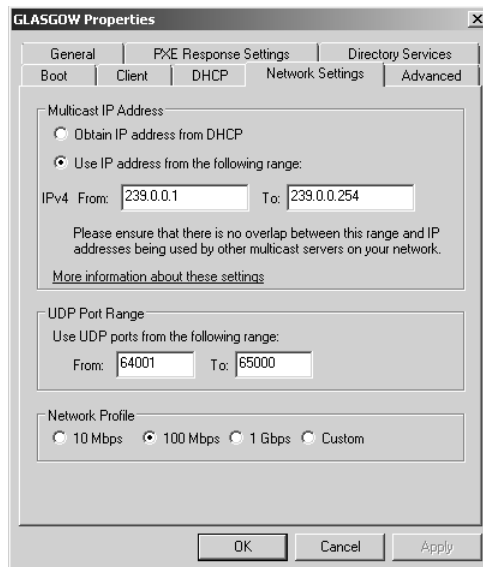 GLASGOW Properties
General PXE Response Settings Directory Services
Boot Client DHCP Network Settings Advanced
Multicast IP Address
Obtain IP address from DHCP
Use IP address from the following range:
IPv4 From: 239.0.0.1 To: 239.0.0.254
Please ensure that there is no overlap between this range and IP
addresses being used by other multicast servers on your network.
More information about these settings
UDP Port Range
Use UDP ports from the following range:
From: 64001 To: 65000
Network Profile
10 Mbps 100 Mbps 1 Gbps Custom
OK Cancel Apply